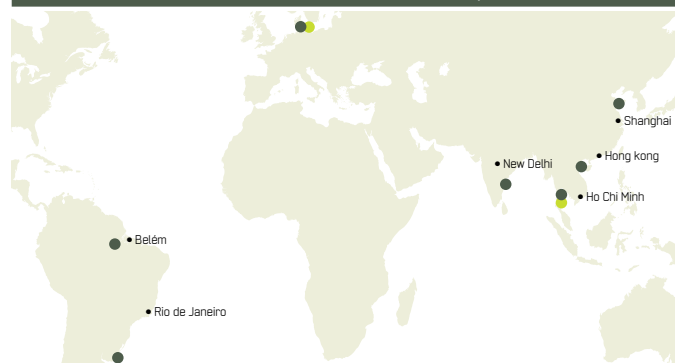 Shanghai
Hong kong
New Delhi
Ho Chi Minh
Belém
Rio de Janeiro